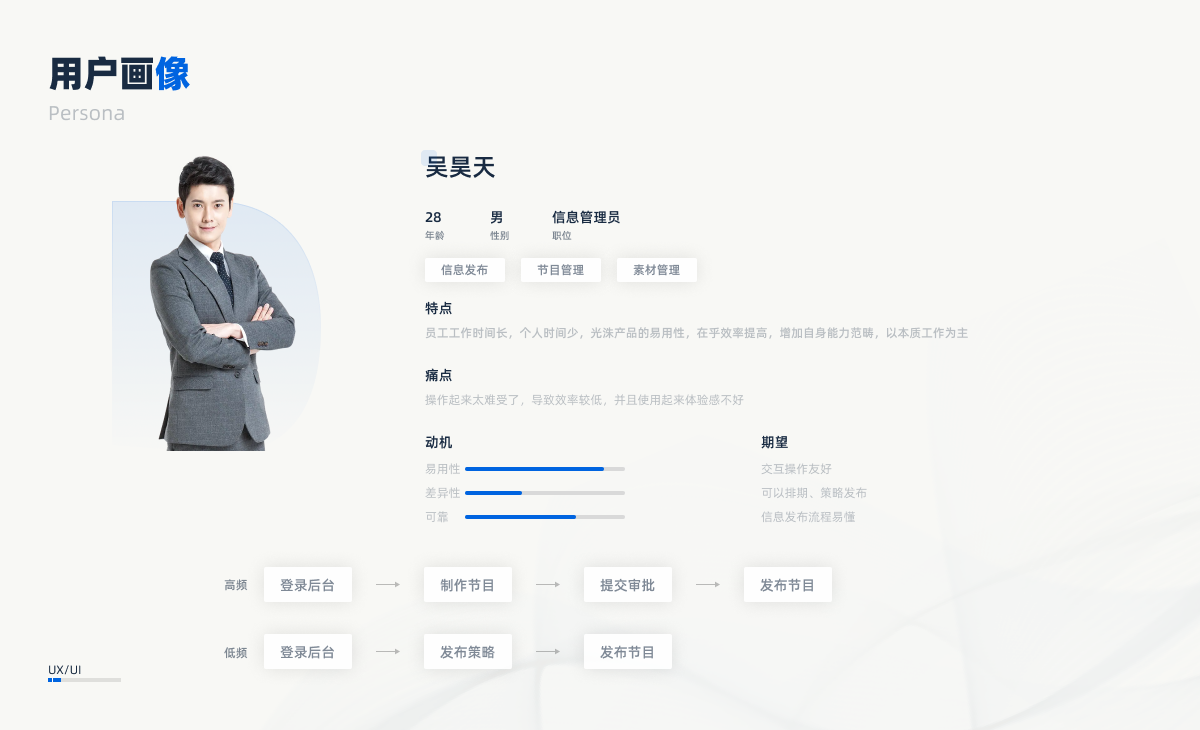 用户画像
Persona
吴昊天
28 男 信息管理员
年龄 性别 职位
信息发布 节目管理 素材管理
特点
员工工作时间长，个人时间少，光洙产品的易用性，在乎效率提高，增加自身能力范畴，以本质工作为主
痛点
操作起来太难受了，导致效率较低，并且使用起来体验感不好
动机 期望
易用性 交互操作友好
差异性 可以排期、策略发布
可靠 信息发布流程易懂
高频 登录后台 制作节目 提交审批 发布节目
低频 登录后台 发布策略 发布节目
UX/UI